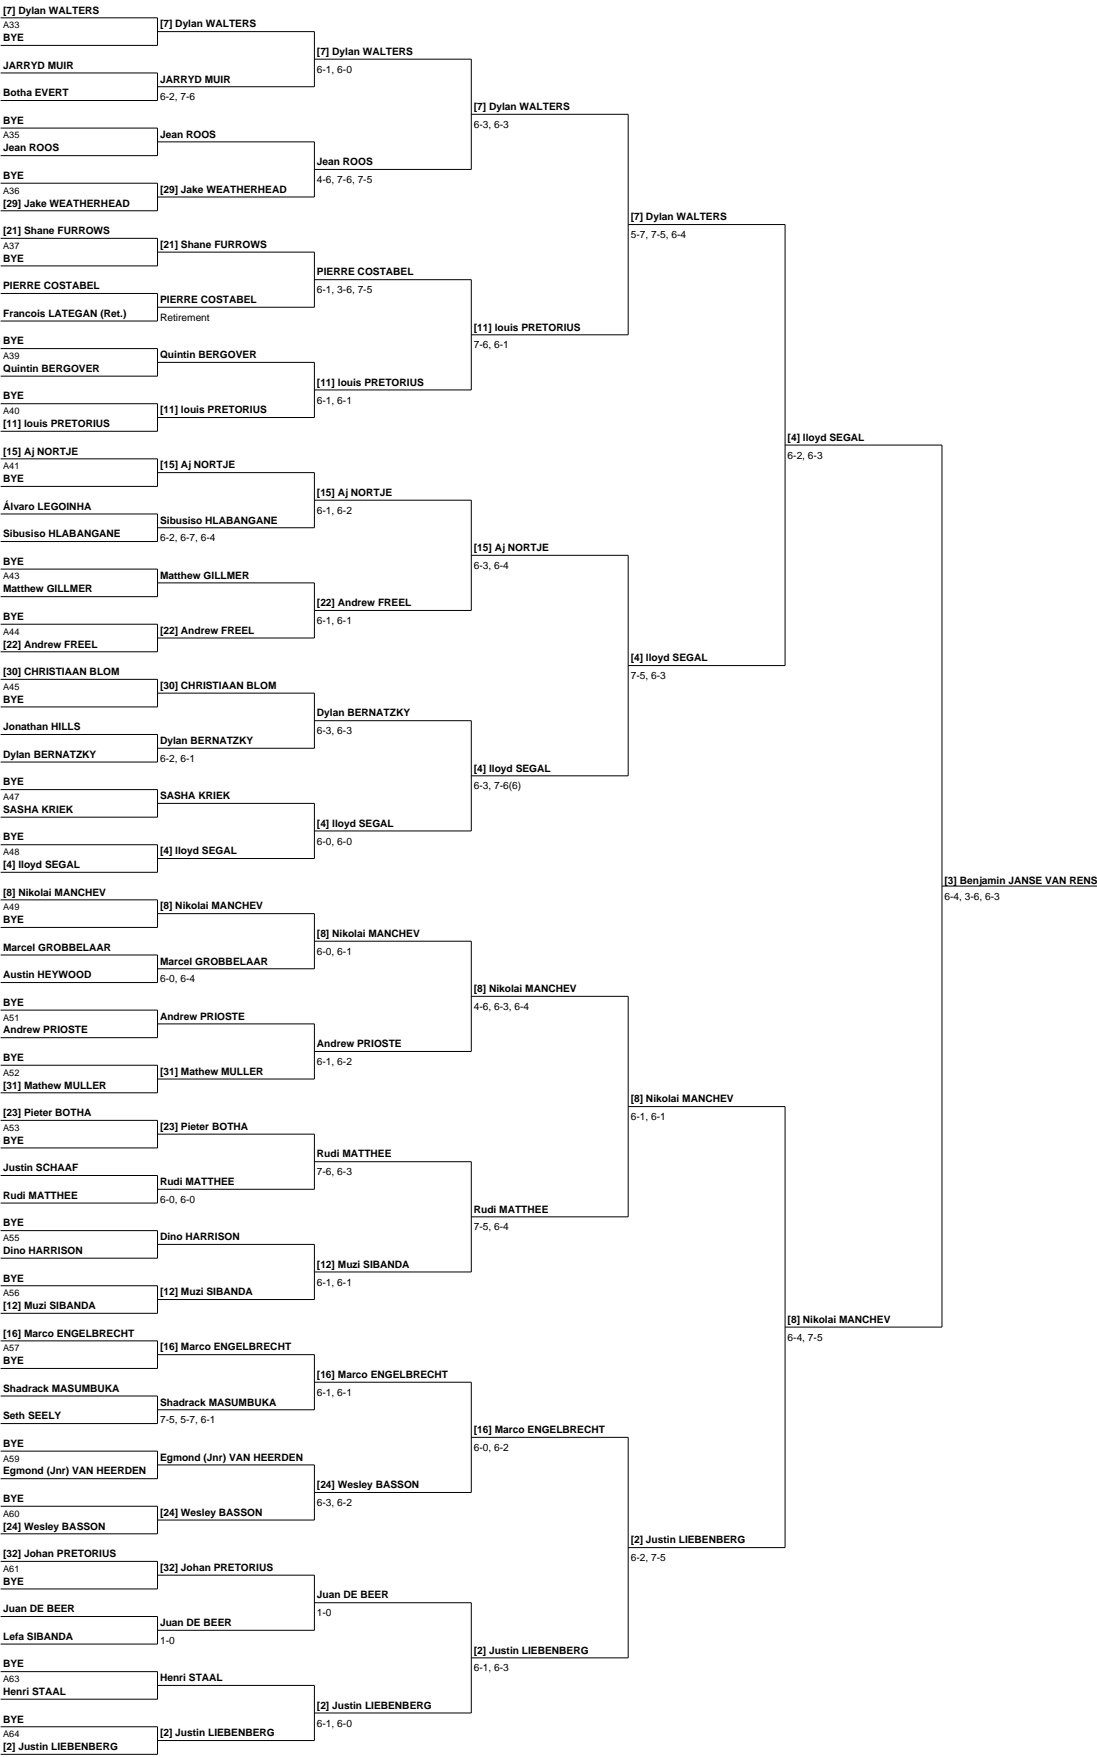 [7] Dylan WALTERS
A33
BYE
JARRYD MUIR
Botha EVERT
BYE
A35
Jean ROOS
BYE
A36
[29] Jake WEATHERHEAD
[21] Shane FURROWS
A37
BYE
PIERRE COSTABEL
Francois LATEGAN (Ret.)
BYE
A39
Quintin BERGOVER
BYE
A40
[11] louis PRETORIUS
[15] Aj NORTJE
A41
BYE
Álvaro LEGOINHA
Sibusiso HLABANGANE
BYE
A43
Matthew GILLMER
BYE
A44
[22] Andrew FREEL
[30] CHRISTIAAN BLOM
A45
BYE
Jonathan HILLS
Dylan BERNATZKY
BYE
A47
SASHA KRIEK
BYE
A48
[4] lloyd SEGAL
[8] Nikolai MANCHEV
A49
BYE
Marcel GROBBELAAR
Austin HEYWOOD
BYE
A51
Andrew PRIOSTE
BYE
A52
[31] Mathew MULLER
[23] Pieter BOTHA
A53
BYE
Justin SCHAAF
Rudi MATTHEE
BYE
A55
Dino HARRISON
BYE
A56
[12] Muzi SIBANDA
[16] Marco ENGELBRECHT
A57
BYE
Shadrack MASUMBUKA
Seth SEELY
BYE
A59
Egmond (Jnr) VAN HEERDEN
BYE
A60
[24] Wesley BASSON
[32] Johan PRETORIUS
A61
BYE
Juan DE BEER
Lefa SIBANDA
BYE
A63
Henri STAAL
BYE
A64
[2] Justin LIEBENBERG
[7] Dylan WALTERS
JARRYD MUIR
6-2, 7-6
Jean ROOS
[29] Jake WEATHERHEAD
[21] Shane FURROWS
PIERRE COSTABEL
Retirement
Quintin BERGOVER
[11] louis PRETORIUS
[15] Aj NORTJE
Sibusiso HLABANGANE
6-2, 6-7, 6-4
Matthew GILLMER
[22] Andrew FREEL
[30] CHRISTIAAN BLOM
Dylan BERNATZKY
6-2, 6-1
SASHA KRIEK
[4] lloyd SEGAL
[8] Nikolai MANCHEV
Marcel GROBBELAAR
6-0, 6-4
Andrew PRIOSTE
[31] Mathew MULLER
[23] Pieter BOTHA
Rudi MATTHEE
6-0, 6-0
Dino HARRISON
[12] Muzi SIBANDA
[16] Marco ENGELBRECHT
Shadrack MASUMBUKA
7-5, 5-7, 6-1
Egmond (Jnr) VAN HEERDEN
[24] Wesley BASSON
[32] Johan PRETORIUS
Juan DE BEER
1-0
Henri STAAL
[2] Justin LIEBENBERG
[7] Dylan WALTERS
6-1, 6-0
Jean ROOS
4-6, 7-6, 7-5
PIERRE COSTABEL
6-1, 3-6, 7-5
[11] louis PRETORIUS
6-1, 6-1
[15] Aj NORTJE
6-1, 6-2
[22] Andrew FREEL
6-1, 6-1
Dylan BERNATZKY
6-3, 6-3
[4] lloyd SEGAL
6-0, 6-0
[8] Nikolai MANCHEV
6-0, 6-1
Andrew PRIOSTE
6-1, 6-2
Rudi MATTHEE
7-6, 6-3
[12] Muzi SIBANDA
6-1, 6-1
[16] Marco ENGELBRECHT
6-1, 6-1
[24] Wesley BASSON
6-3, 6-2
Juan DE BEER
1-0
[2] Justin LIEBENBERG
6-1, 6-0
[7] Dylan WALTERS
6-3, 6-3
[11] louis PRETORIUS
7-6, 6-1
[15] Aj NORTJE
6-3, 6-4
[4] lloyd SEGAL
6-3, 7-6(6)
[8] Nikolai MANCHEV
4-6, 6-3, 6-4
Rudi MATTHEE
7-5, 6-4
[16] Marco ENGELBRECHT
6-0, 6-2
[2] Justin LIEBENBERG
6-1, 6-3
[7] Dylan WALTERS
5-7, 7-5, 6-4
[4] lloyd SEGAL
7-5, 6-3
[8] Nikolai MANCHEV
6-1, 6-1
[2] Justin LIEBENBERG
6-2, 7-5
[4] lloyd SEGAL
6-2, 6-3
[8] Nikolai MANCHEV
6-4, 7-5
[3] Benjamin JANSE VAN RENS
6-4, 3-6, 6-3